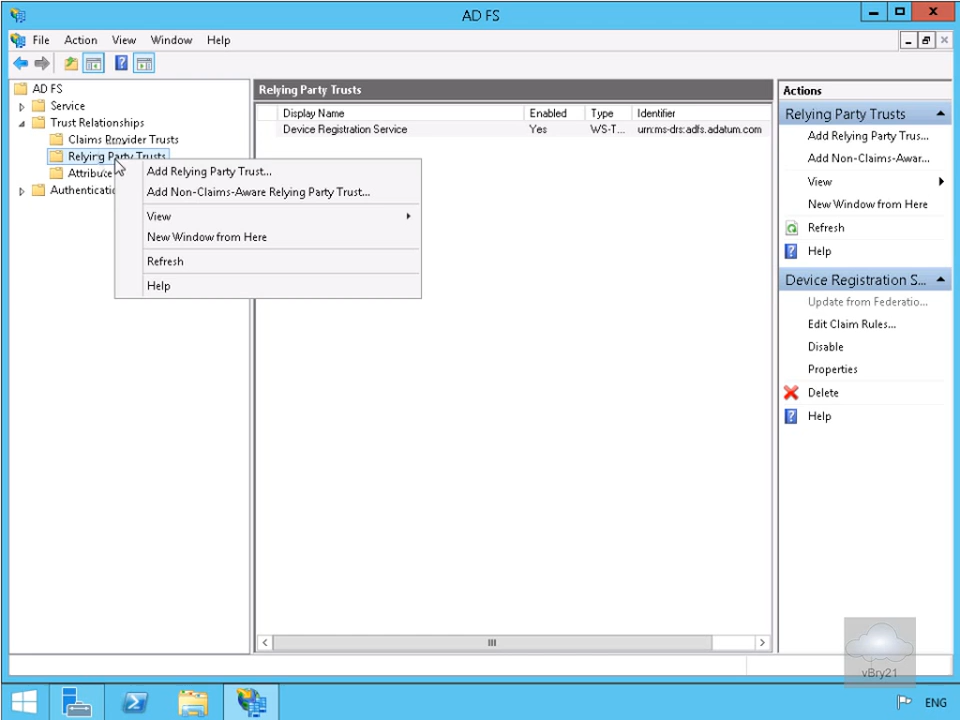 AD FS
File Action View Window Help
AD FS
Service
Trust Relationships
Claims Provider Trusts
Relying Party Trusts
Attribute
Authenticatio
Add Relying Party Trust...
Add Non-Claims-Aware Relying Party Trust...
View
New Window from Here
Refresh
Help
Relying Party Trusts
Display Name Enabled Type Identifier
Device Registration Service Yes WS-T... urn:ms-drs:adfs.adatum.com
Actions
Relying Party Trusts
Add Relying Party Trus...
Add Non-Claims-Awar...
View
New Window from Here
Refresh
Help
Device Registration S...
Update from Federatio...
Edit Claim Rules...
Disable
Properties
Delete
Help
vBry21
ENG